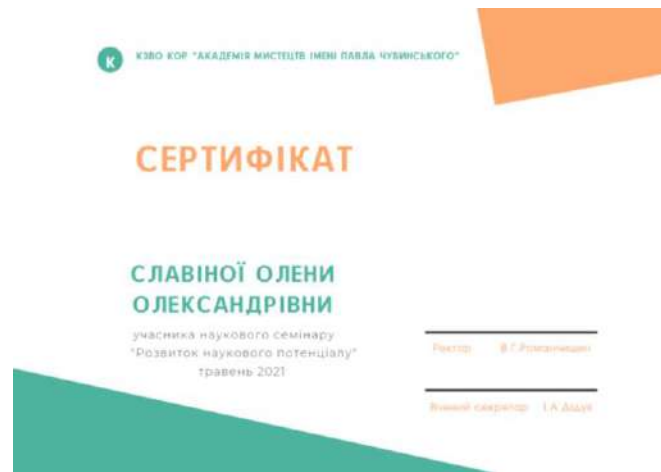 К
КЗВО КОР "АКАДЕМІЯ МИСТЕЦТВ ІМЕНІ ПАВЛА ЧУБИНСЬКОГО"
СЕРТИФІКАТ
СЛАВІНОЇ ОЛЕНИ
ОЛЕКСАНДРІВНИ
учасника наукового семінару
"Розвиток наукового потенціалу"
травень 2021
Ректор В.Г.Романчишин
Вчений секретар І.А.